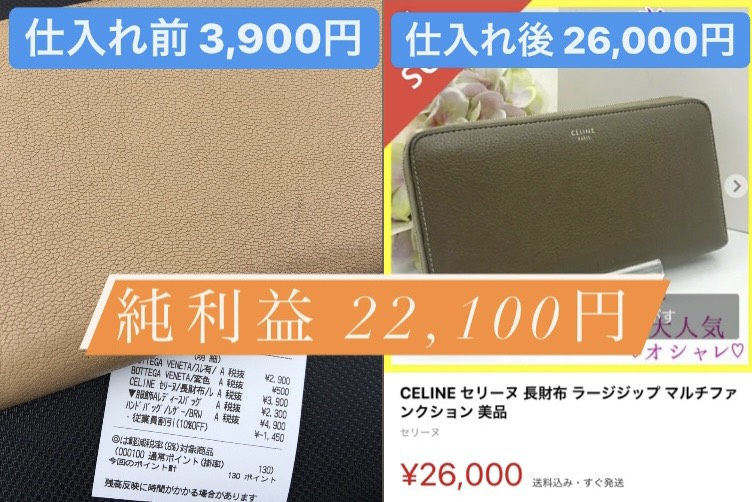 仕入れ前 3,900円
仕入れ後 26,000円
CELINE
PARIS
純利益 22,100円
大人気
オシャレ♡
BOTTEGA VENETA/スレ有/ A 税抜 ¥2,900
BOTTEGA VENETA/変色 A 税抜 ¥500
CELINE セリーヌ/長財布/レ A 税抜 ¥3,900
▼服飾A レディースバッグ A 税抜 ¥2,300
ハンドバッグ/レザー/BRN A 税抜 ¥4,900
・従業員割引(10%OFF) ¥-1,450
◎は軽減税率(8%)対象商品
(000100 通常ポイント(掛率) 130)
今回のポイント計 130 ポイント
残高反映に時間がかかる場合があります
CELINE セリーヌ 長財布 ラージジップ マルチファ
ンクション 美品
セリーヌ
¥26,000 送料込み・すぐ発送